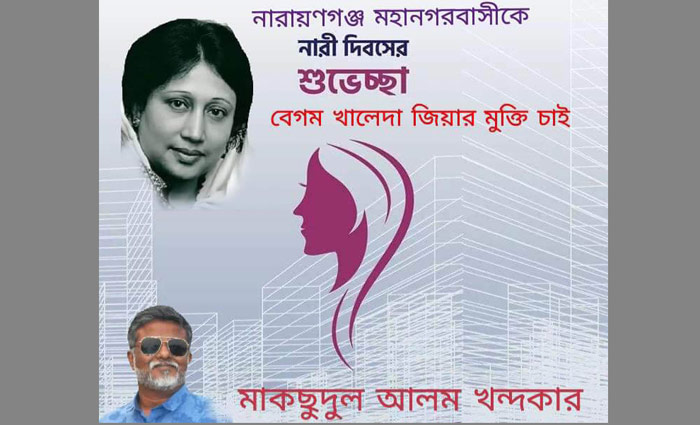 নারায়ণগঞ্জ মহানগরবাসীকে
নারী দিবসের
শুভেচ্ছা
বেগম খালেদা জিয়ার মুক্তি চাই
মাকছুদুল আলম খন্দকার